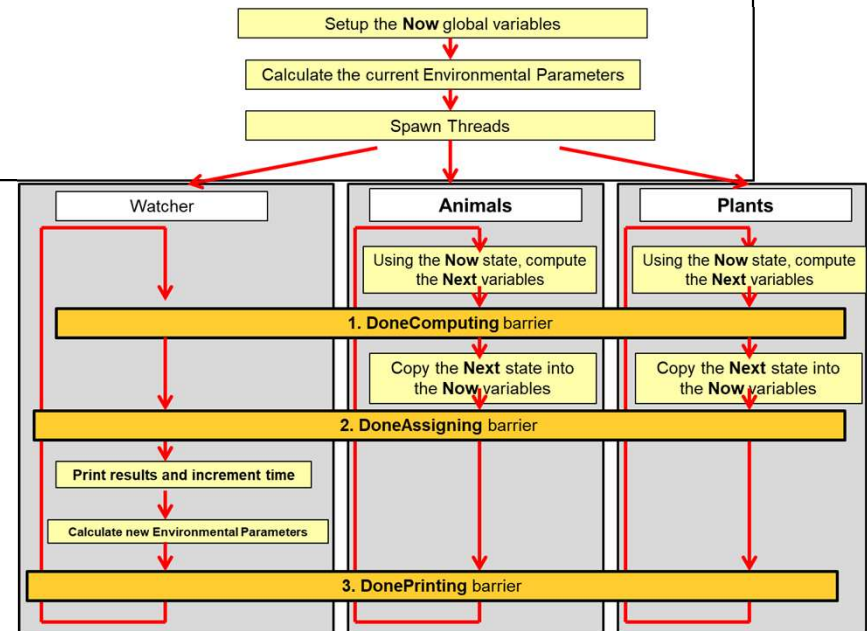 Setup the Now global variables
Calculate the current Environmental Parameters
Spawn Threads
Watcher
Animals
Plants
Using the Now state, compute
the Next variables
Using the Now state, compute
the Next variables
1. DoneComputing barrier
Copy the Next state into
the Now variables
Copy the Next state into
the Now variables
2. DoneAssigning barrier
Print results and increment time
Calculate new Environmental Parameters
3. DonePrinting barrier